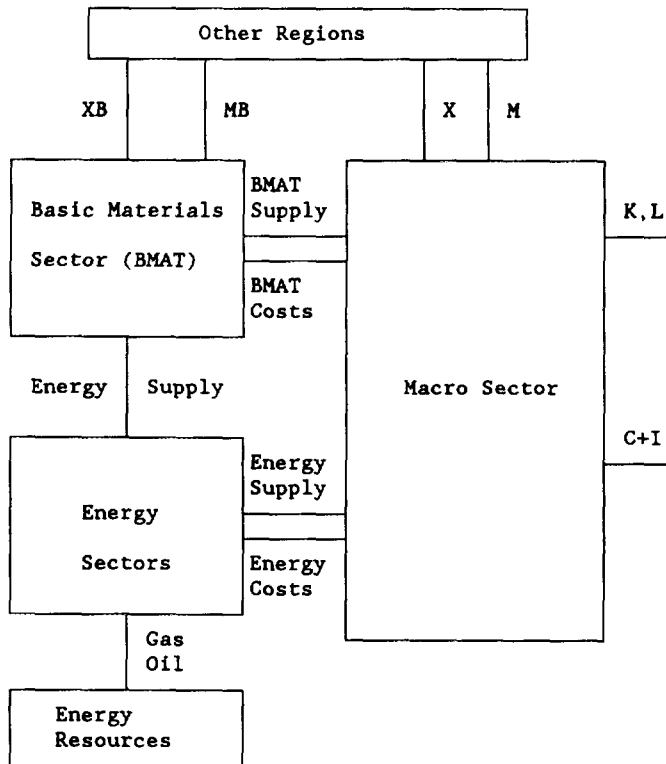 Other Regions
XB
MB
X
M
BMAT
Supply
Basic Materials
Sector (BMAT)
BMAT
Costs
K,L
Macro Sector
Energy Supply
C+I
Energy
Supply
Energy
Sectors
Energy
Costs
Gas
Oil
Energy
Resources